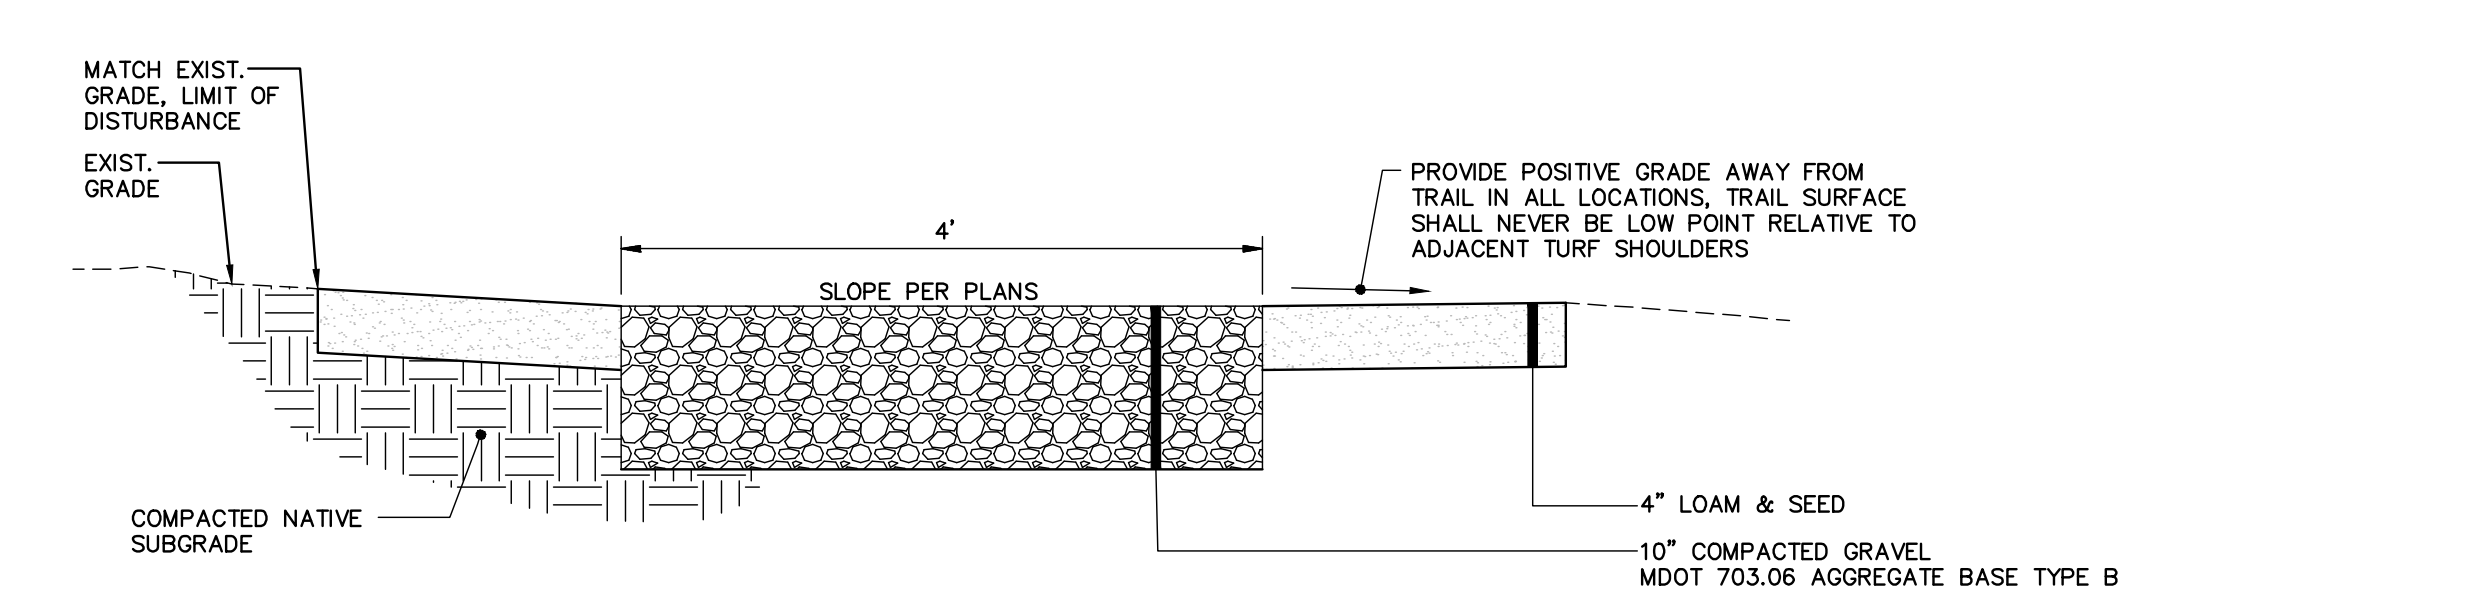 MATCH EXIST.
GRADE, LIMIT OF
DISTURBANCE
EXIST.
GRADE
4'
SLOPE PER PLANS
PROVIDE POSITIVE GRADE AWAY FROM
TRAIL IN ALL LOCATIONS, TRAIL SURFACE
SHALL NEVER BE LOW POINT RELATIVE TO
ADJACENT TURF SHOULDERS
COMPACTED NATIVE
SUBGRADE
4" LOAM & SEED
10" COMPACTED GRAVEL
MDOT 703.06 AGGREGATE BASE TYPE B